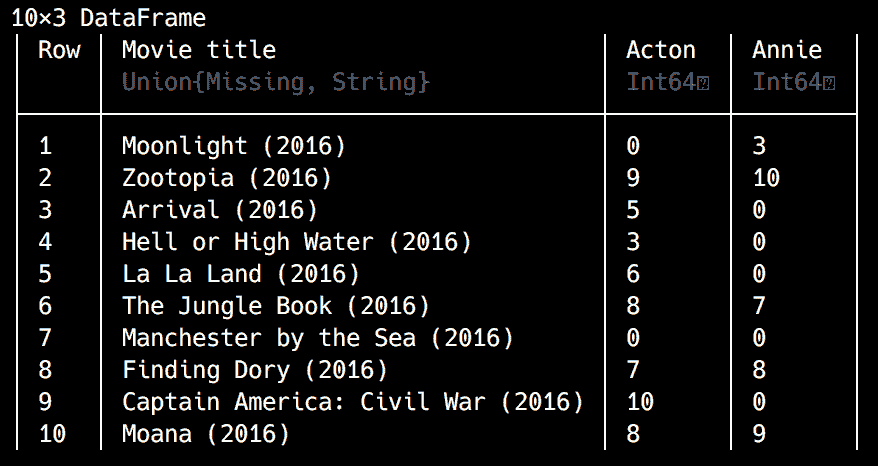 10×3 DataFrame
Row Movie title Acton Annie
Union{Missing, String} Int64⍰ Int64⍰
1 Moonlight (2016) 0 3
2 Zootopia (2016) 9 10
3 Arrival (2016) 5 0
4 Hell or High Water (2016) 3 0
5 La La Land (2016) 6 0
6 The Jungle Book (2016) 8 7
7 Manchester by the Sea (2016) 0 0
8 Finding Dory (2016) 7 8
9 Captain America: Civil War (2016) 10 0
10 Moana (2016) 8 9